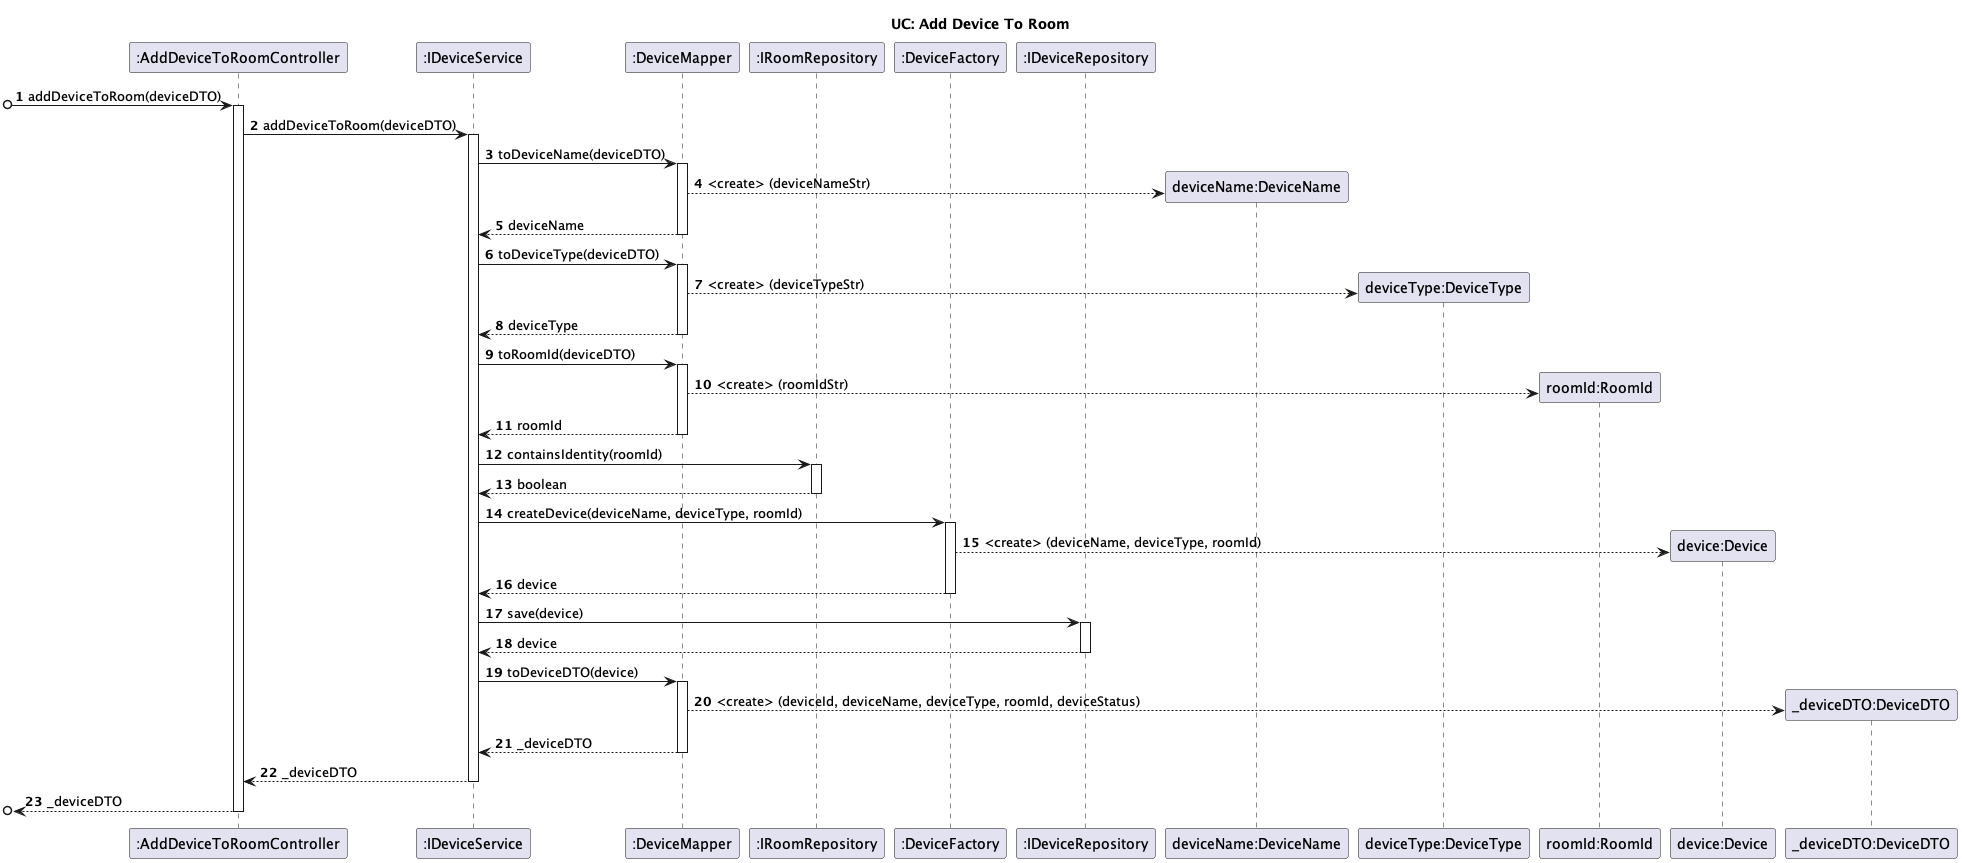 UC: Add Device To Room
:AddDeviceToRoomController :IDeviceService :DeviceMapper :IRoomRepository :DeviceFactory :IDeviceRepository
1 addDeviceToRoom(deviceDTO)
2 addDeviceToRoom(deviceDTO)
3 toDeviceName(deviceDTO)
4 <create> (deviceNameStr) deviceName:DeviceName
5 deviceName
6 toDeviceType(deviceDTO)
7 <create> (deviceTypeStr) deviceType:DeviceType
8 deviceType
9 toRoomId(deviceDTO)
10 <create> (roomIdStr) roomId:RoomId
11 roomId
12 containsIdentity(roomId)
13 boolean
14 createDevice(deviceName, deviceType, roomId)
15 <create> (deviceName, deviceType, roomId) device:Device
16 device
17 save(device)
18 device
19 toDeviceDTO(device)
20 <create> (deviceId, deviceName, deviceType, roomId, deviceStatus) _deviceDTO:DeviceDTO
21 _deviceDTO
22 _deviceDTO
23 _deviceDTO
:AddDeviceToRoomController :IDeviceService :DeviceMapper :IRoomRepository :DeviceFactory :IDeviceRepository deviceName:DeviceName deviceType:DeviceType roomId:RoomId device:Device _deviceDTO:DeviceDTO